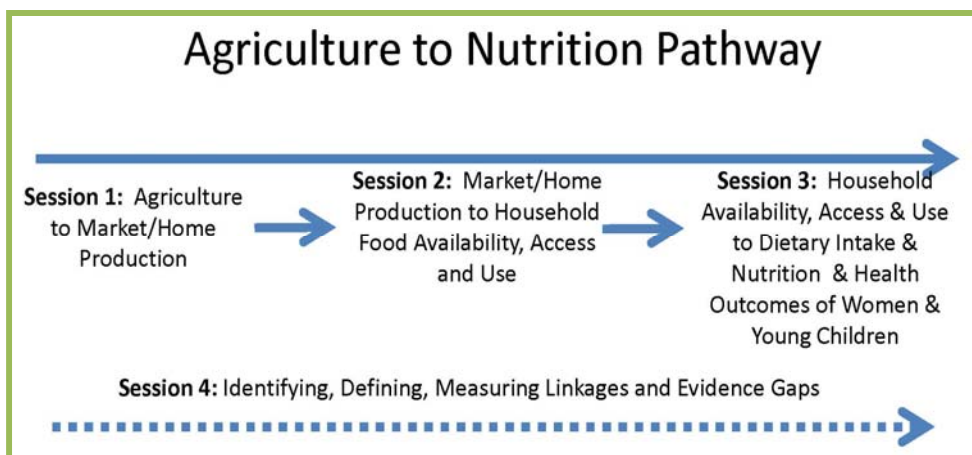 Agriculture to Nutrition Pathway
Session 1: Agriculture
to Market/Home
Production
Session 2: Market/Home
Production to Household
Food Availability, Access
and Use
Session 3: Household
Availability, Access & Use
to Dietary Intake &
Nutrition & Health
Outcomes of Women &
Young Children
Session 4: Identifying, Defining, Measuring Linkages and Evidence Gaps